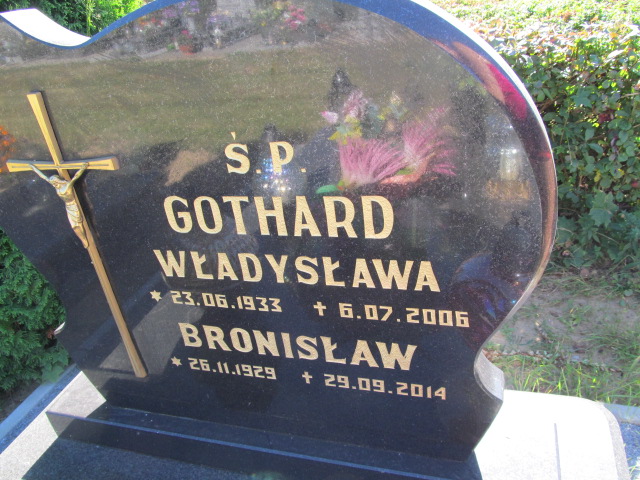 Ś.P.
GOTHARD
WŁADYSŁAWA
* 23.06.1933 ✝ 6.07.2006
BRONISŁAW
* 26.11.1929 ✝ 29.09.2014